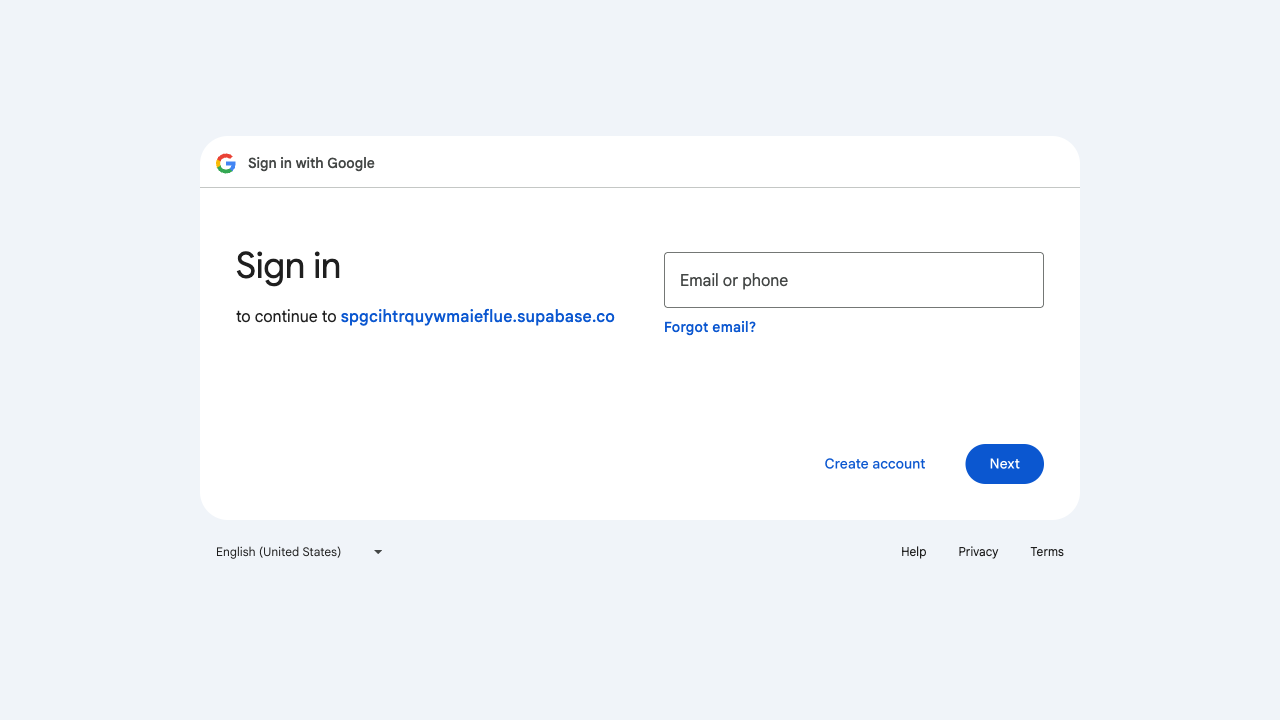 Sign in with Google
Sign in
to continue to spgcihtrquywmaieflue.supabase.co
Email or phone
Forgot email?
Create account
Next
English (United States)
Help
Privacy
Terms